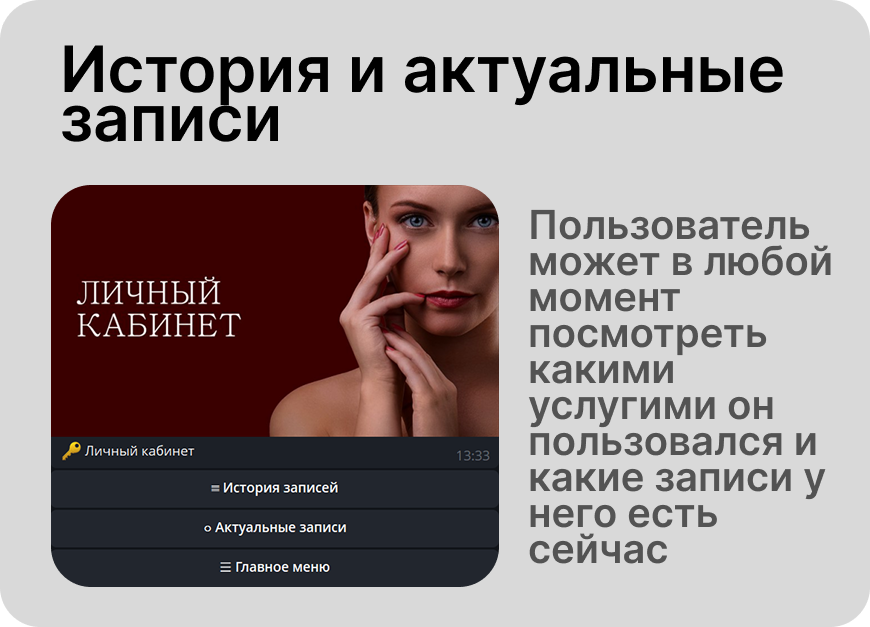 История и актуальные
записи
ЛИЧНЫЙ
КАБИНЕТ
🔑 Личный кабинет
13:33
≡ История записей
○ Актуальные записи
☰ Главное меню
Пользователь
может в любой
момент
посмотреть
какими
услугими он
пользовался и
какие записи у
него есть
сейчас